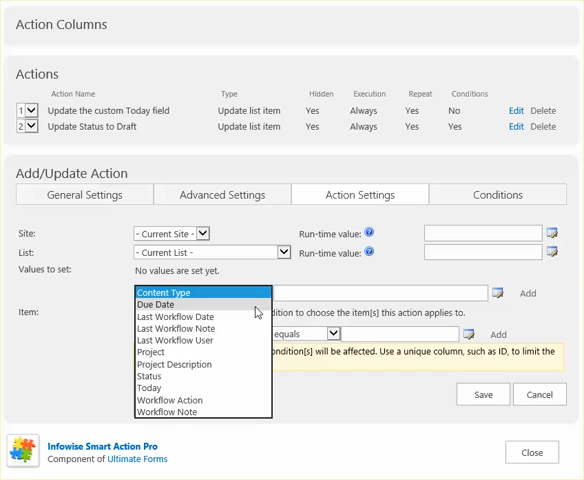 Action Columns
Actions
Action Name Type Hidden Execution Repeat Conditions
1 Update the custom Today field Update list item Yes Always Yes No Edit Delete
2 Update Status to Draft Update list item Yes Always Yes Yes Edit Delete
Add/Update Action
General Settings Advanced Settings Action Settings Conditions
Site: - Current Site - Run-time value:
List: - Current List - Run-time value:
Values to set: No values are set yet.
Content Type Add
Due Date
Item: dition to choose the item[s] this action applies to.
Last Workflow Date
Last Workflow Note equals Add
Last Workflow User
Project ondition[s] will be affected. Use a unique column, such as ID, to limit the
Project Description
Status
Today
Workflow Action
Workflow Note
Save Cancel
Infowise Smart Action Pro
Component of Ultimate Forms
Close